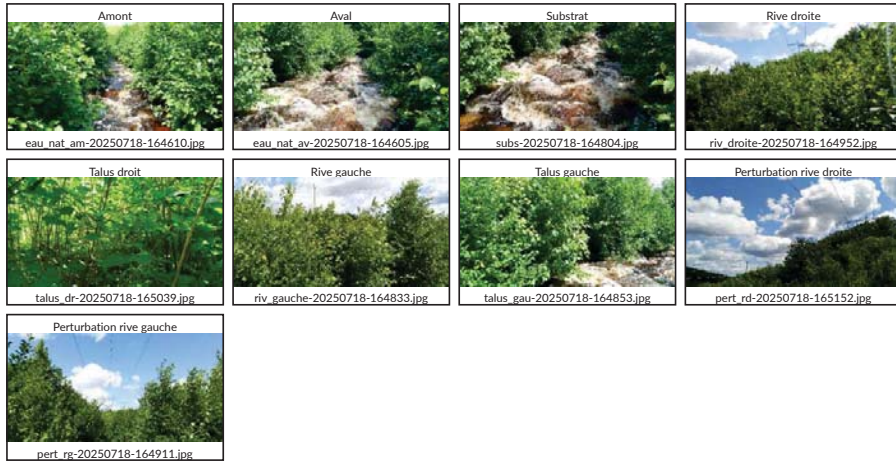 Amont
Aval
Substrat
Rive droite
eau_nat_am-20250718-164610.jpg
eau_nat_av-20250718-164605.jpg
subs-20250718-164804.jpg
riv_droite-20250718-164952.jpg
Talus droit
Rive gauche
Talus gauche
Perturbation rive droite
talus_dr-20250718-165039.jpg
riv_gauche-20250718-164833.jpg
talus_gau-20250718-164853.jpg
pert_rd-20250718-165152.jpg
Perturbation rive gauche
pert_rg-20250718-164911.jpg